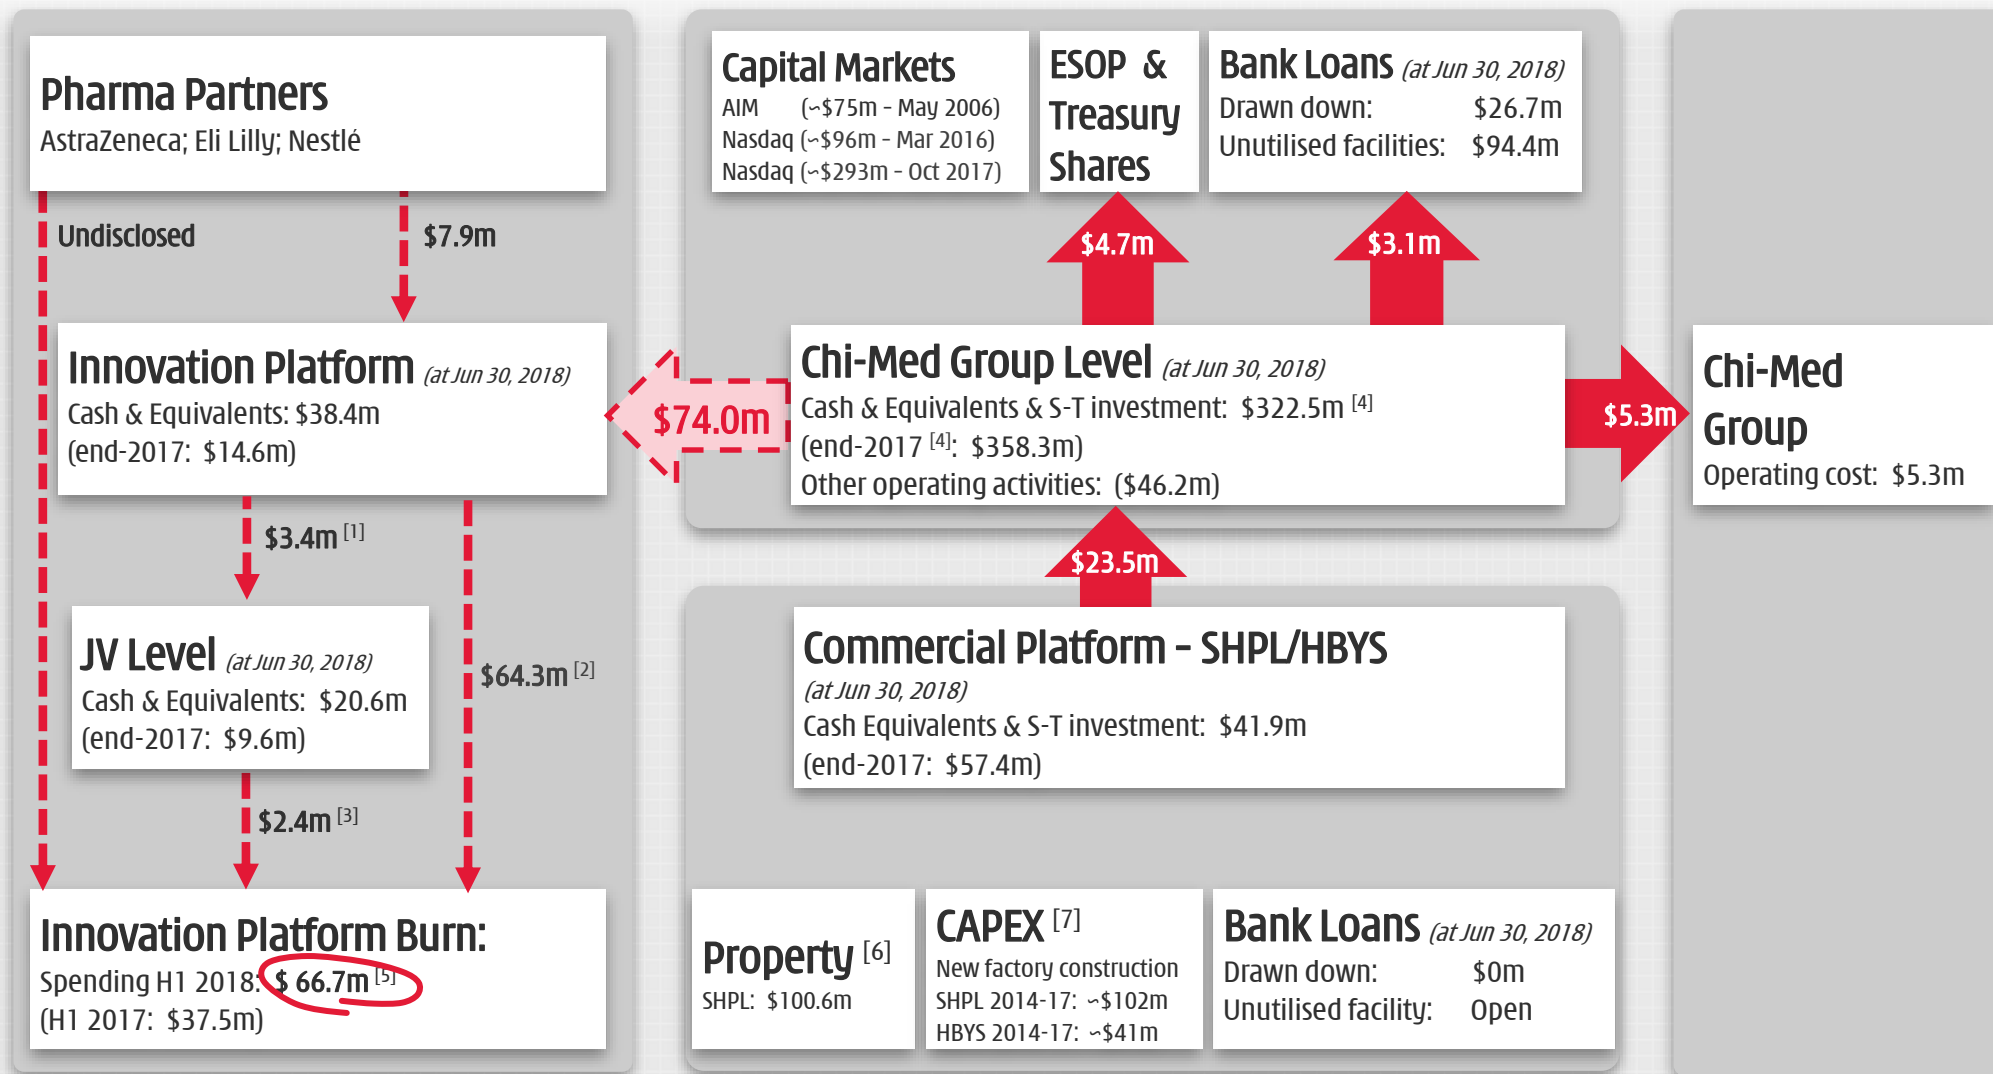 Pharma Partners
AstraZeneca; Eli Lilly; Nestlé
Undisclosed
$7.9m
Innovation Platform (at Jun 30, 2018)
Cash & Equivalents: $38.4m
(end-2017: $14.6m)
$3.4m [1]
$64.3m [2]
JV Level (at Jun 30, 2018)
Cash & Equivalents: $20.6m
(end-2017: $9.6m)
$2.4m [3]
Innovation Platform Burn:
Spending H1 2018: $ 66.7m [5]
(H1 2017: $37.5m)
Capital Markets
AIM (~$75m – May 2006)
Nasdaq (~$96m – Mar 2016)
Nasdaq (~$293m – Oct 2017)
ESOP &
Treasury
Shares
Bank Loans (at Jun 30, 2018)
Drawn down: $26.7m
Unutilised facilities: $94.4m
$4.7m
$3.1m
$74.0m
Chi-Med Group Level (at Jun 30, 2018)
Cash & Equivalents & S-T investment: $322.5m [4]
(end-2017 [4]: $358.3m)
Other operating activities: ($46.2m)
$5.3m
Chi-Med
Group
Operating cost: $5.3m
$23.5m
Commercial Platform – SHPL/HBYS
(at Jun 30, 2018)
Cash Equivalents & S-T investment: $41.9m
(end-2017: $57.4m)
Property [6]
SHPL: $100.6m
CAPEX [7]
New factory construction
SHPL 2014-17: ~$102m
HBYS 2014-17: ~$41m
Bank Loans (at Jun 30, 2018)
Drawn down: $0m
Unutilised facility: Open